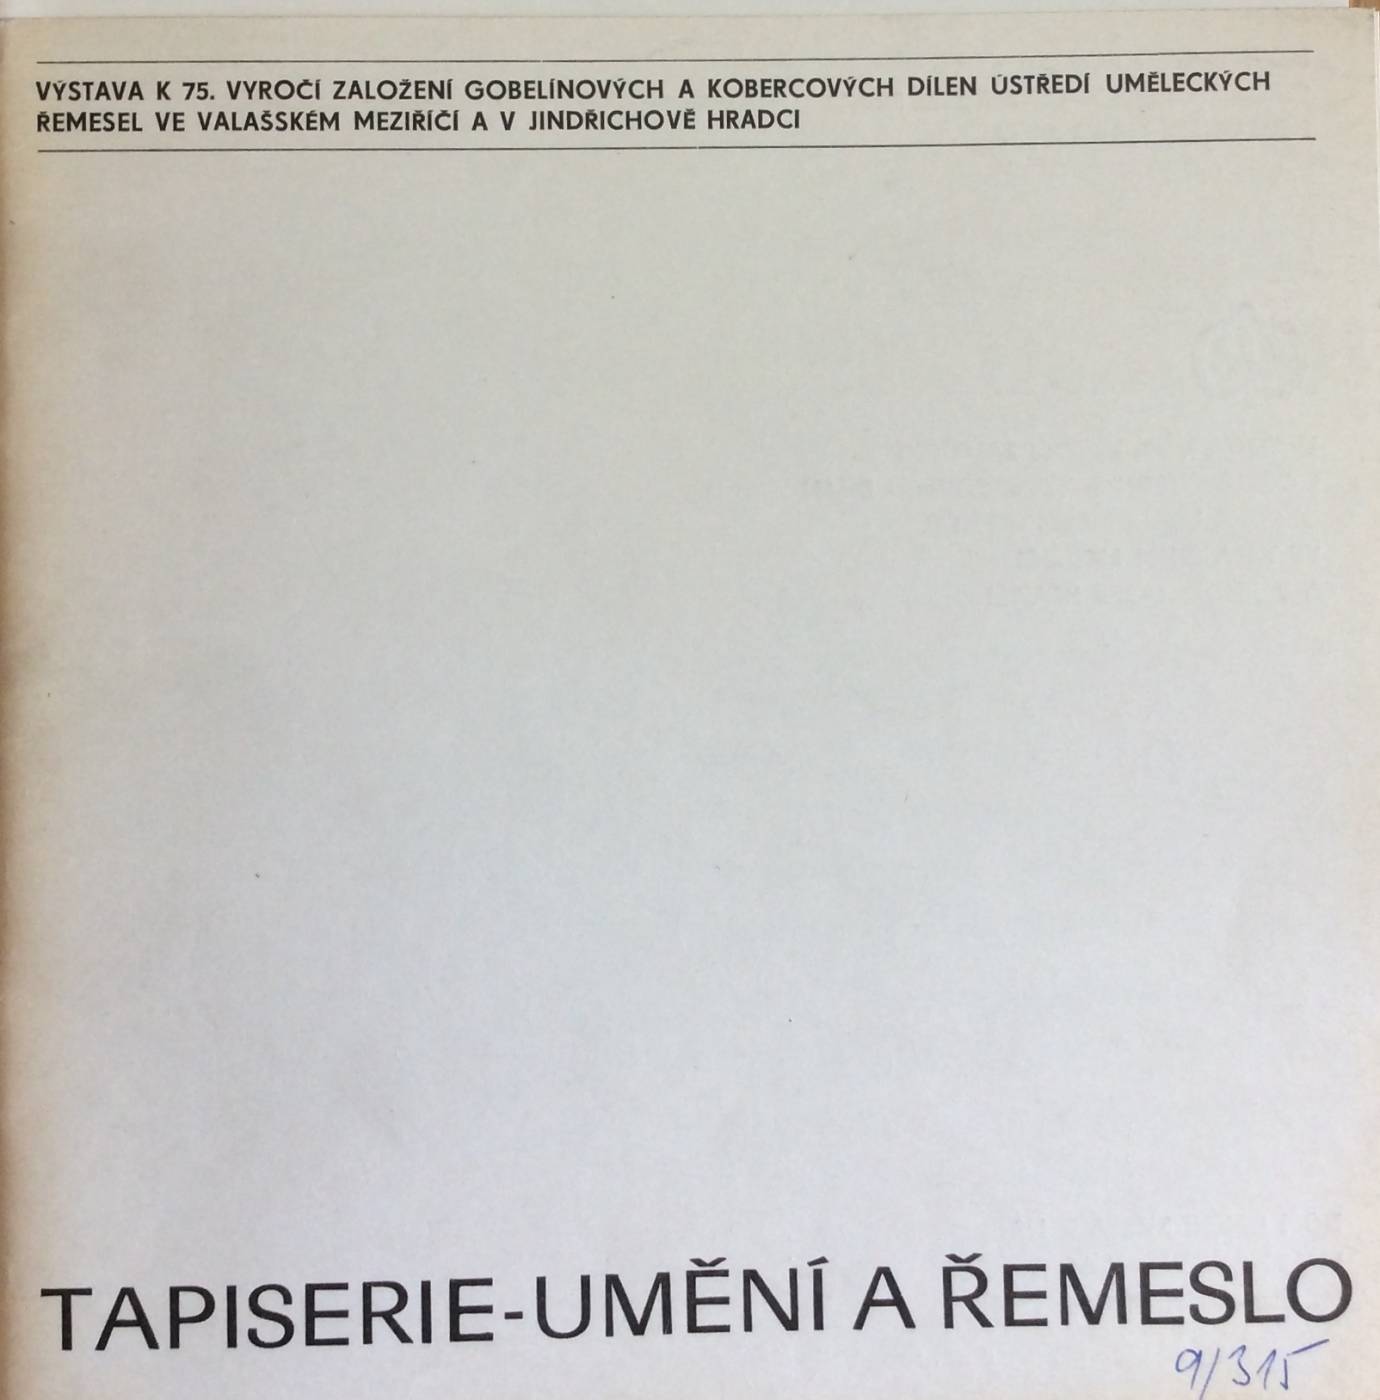 VÝSTAVA K 75. VYROČÍ ZALOŽENÍ GOBELÍNOVÝCH A KOBERCOVÝCH DÍLEN ÚSTŘEDÍ UMĚLECKÝCH
ŘEMESEL VE VALAŠSKÉM MEZIŘÍČÍ A V JINDŘICHOVĚ HRADCI
TAPISERIE-UMĚNÍ A ŘEMESLO
9/315